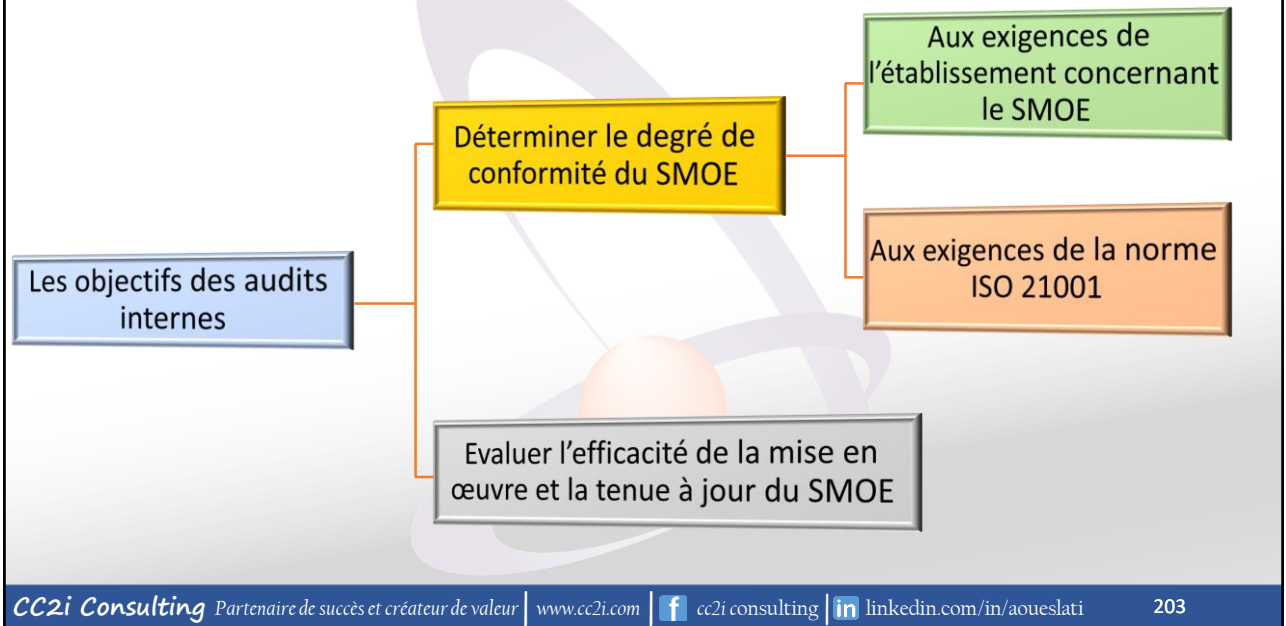 Les objectifs des audits
internes
Déterminer le degré de
conformité du SMOE
Aux exigences de
l'établissement concernant
le SMOE
Aux exigences de la norme
ISO 21001
Evaluer l'efficacité de la mise en
œuvre et la tenue à jour du SMOE
CC2i Consulting Partenaire de succès et créateur de valeur | www.cc2i.com | f cc2i consulting | in linkedin.com/in/aoueslati 203